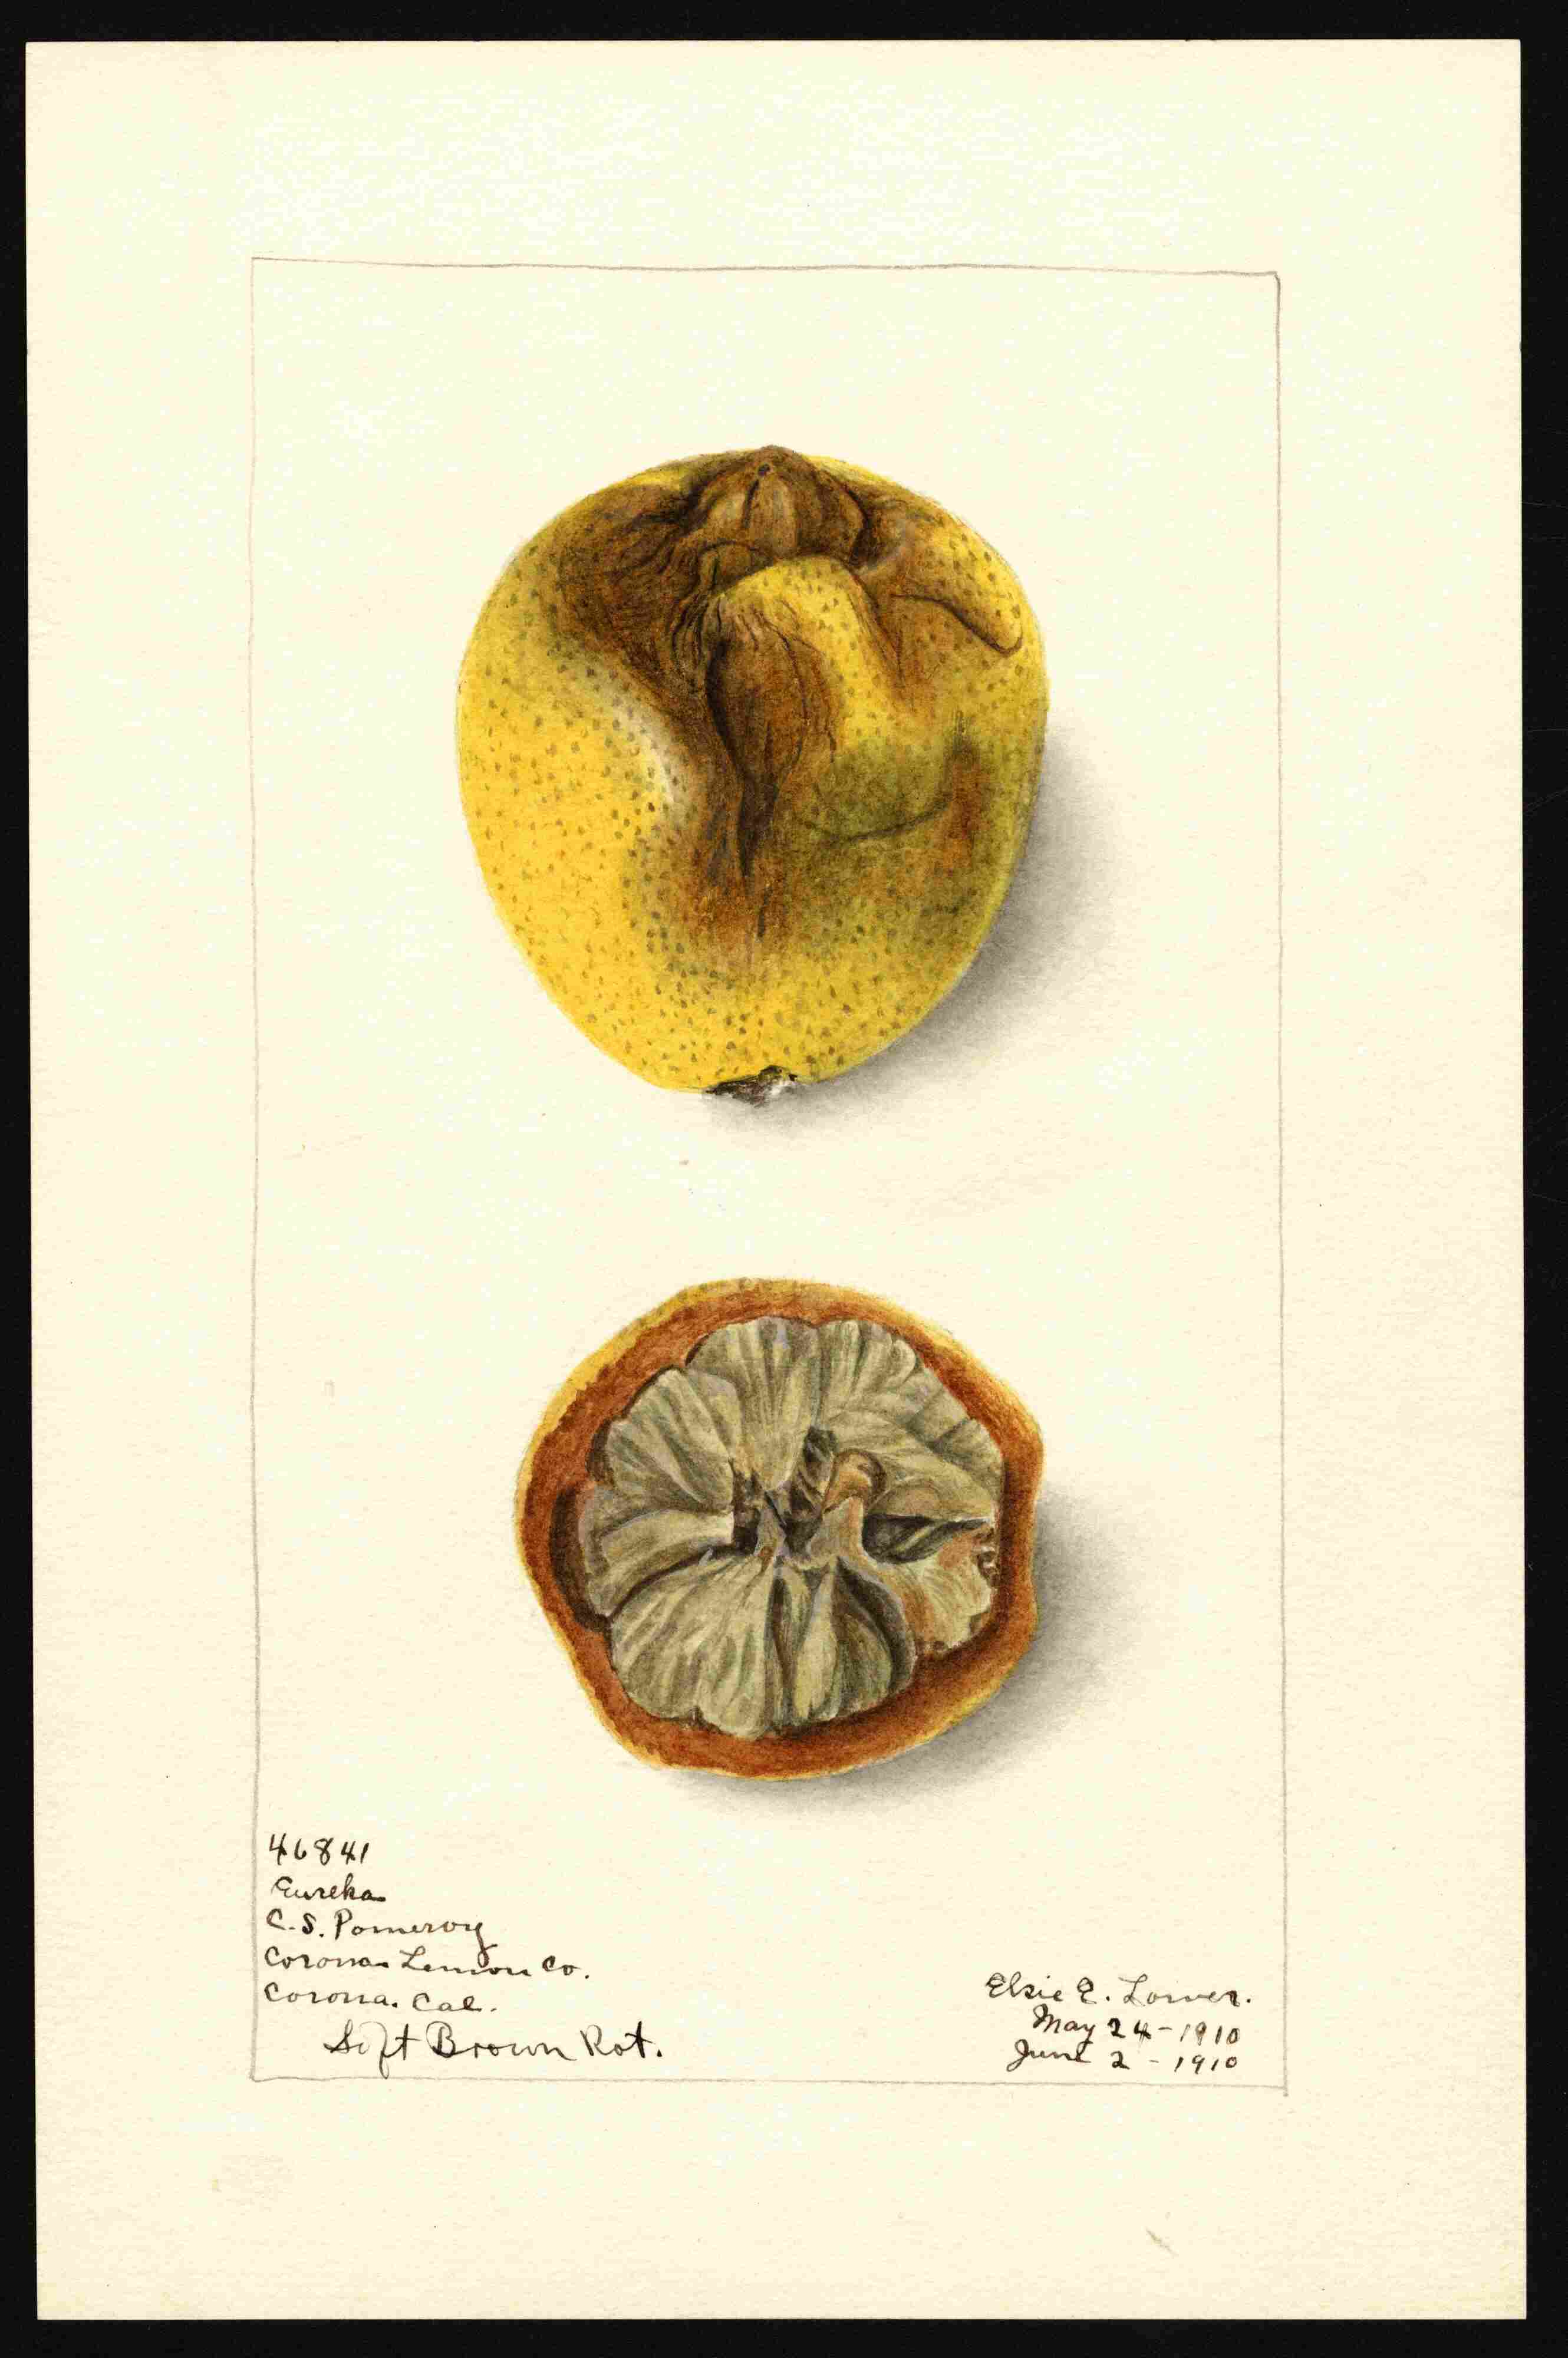 46841
Eureka
C. S. Pomeroy
Corona Lemon Co.
Corona. Cal.
Soft Brown Rot.
Elsie E. Lower.
May 24-1910
June 2-1910